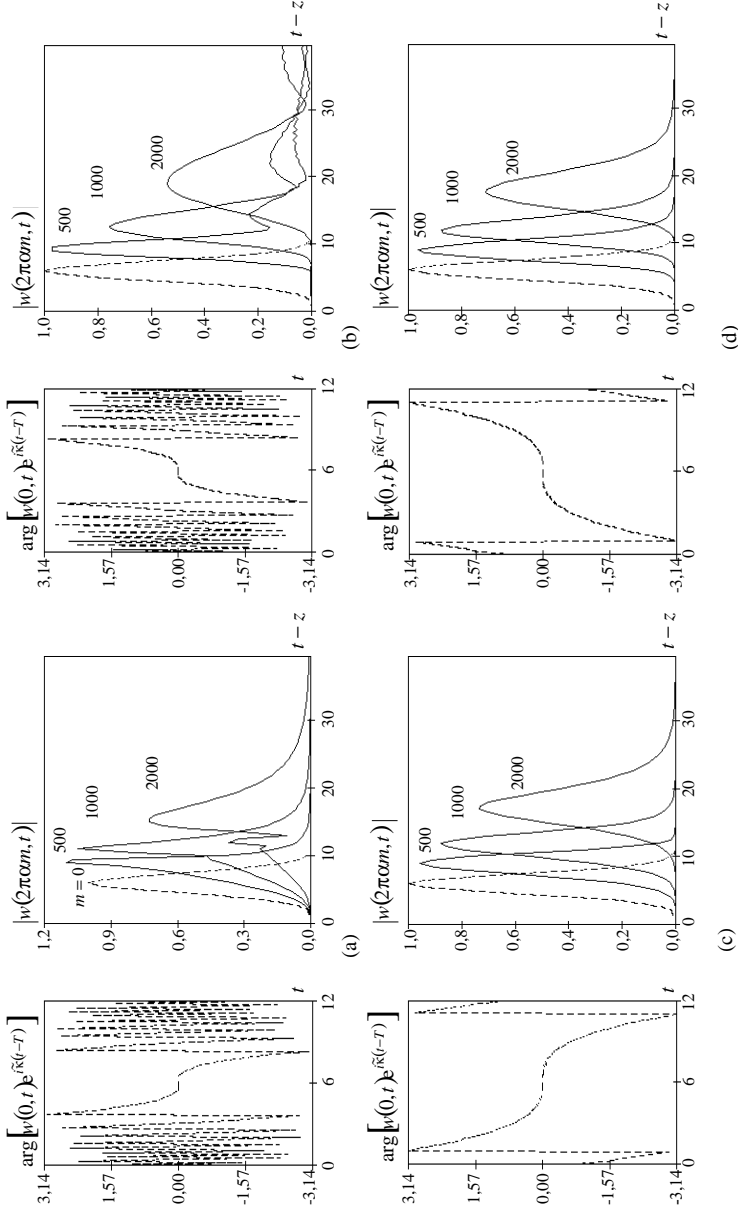 arg[w(0,t)e^{iκ̃(t−T)}]
3,14
1,57
0,00
-1,57
-3,14
0 6 12
t
|w(2παm,t)|
1,2
0,9
0,6
0,3
0,0
m = 0
500
1000
2000
0 10 20 30
t − z
(a)
arg[w(0,t)e^{iκ̃(t−T)}]
3,14
1,57
0,00
-1,57
-3,14
0 6 12
t
|w(2παm,t)|
1,0
0,8
0,6
0,4
0,2
0,0
500
1000
2000
0 10 20 30
t − z
(b)
arg[w(0,t)e^{iκ̃(t−T)}]
3,14
1,57
0,00
-1,57
-3,14
0 6 12
t
|w(2παm,t)|
1,0
0,8
0,6
0,4
0,2
0,0
500
1000
2000
0 10 20 30
t − z
(c)
arg[w(0,t)e^{iκ̃(t−T)}]
3,14
1,57
0,00
-1,57
-3,14
0 6 12
t
|w(2παm,t)|
1,0
0,8
0,6
0,4
0,2
0,0
500
1000
2000
0 10 20 30
t − z
(d)